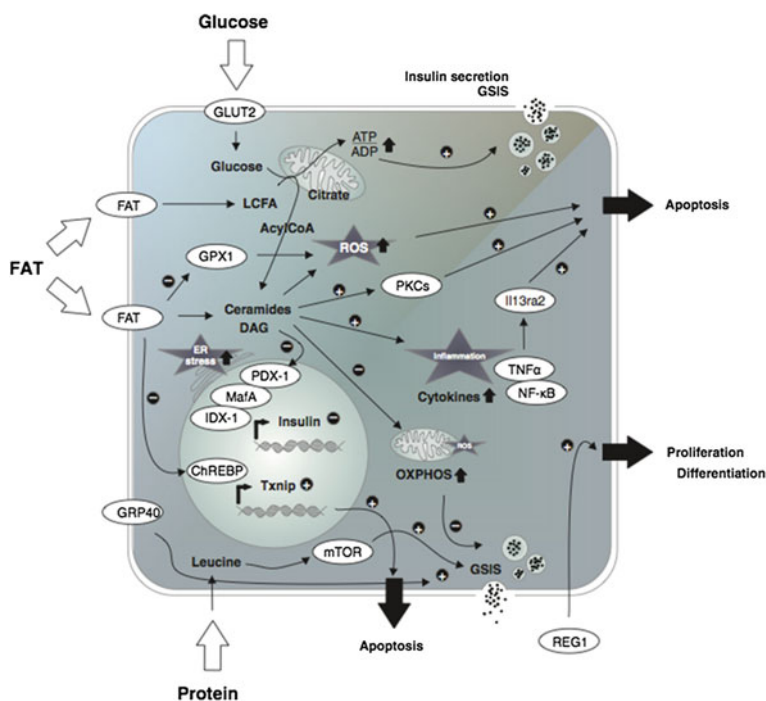 Glucose
GLUT2
Insulin secretion
GSIS
ATP
ADP
+
Glucose
Citrate
FAT
LCFA
Apoptosis
AcylCoA
+
ROS
+
GPX1
FAT
PKCs
+
Il13ra2
−
+
FAT
Ceramides
DAG
+
ER
stress
−
−
Inflammation
TNFα
PDX-1
Cytokines
NF-κB
MafA
−
IDX-1
Insulin −
ROS
+
Proliferation
Differentiation
OXPHOS
ChREBP
Txnip +
+
GRP40
+
−
mTOR
Leucine
GSIS
+
Apoptosis
REG1
Protein